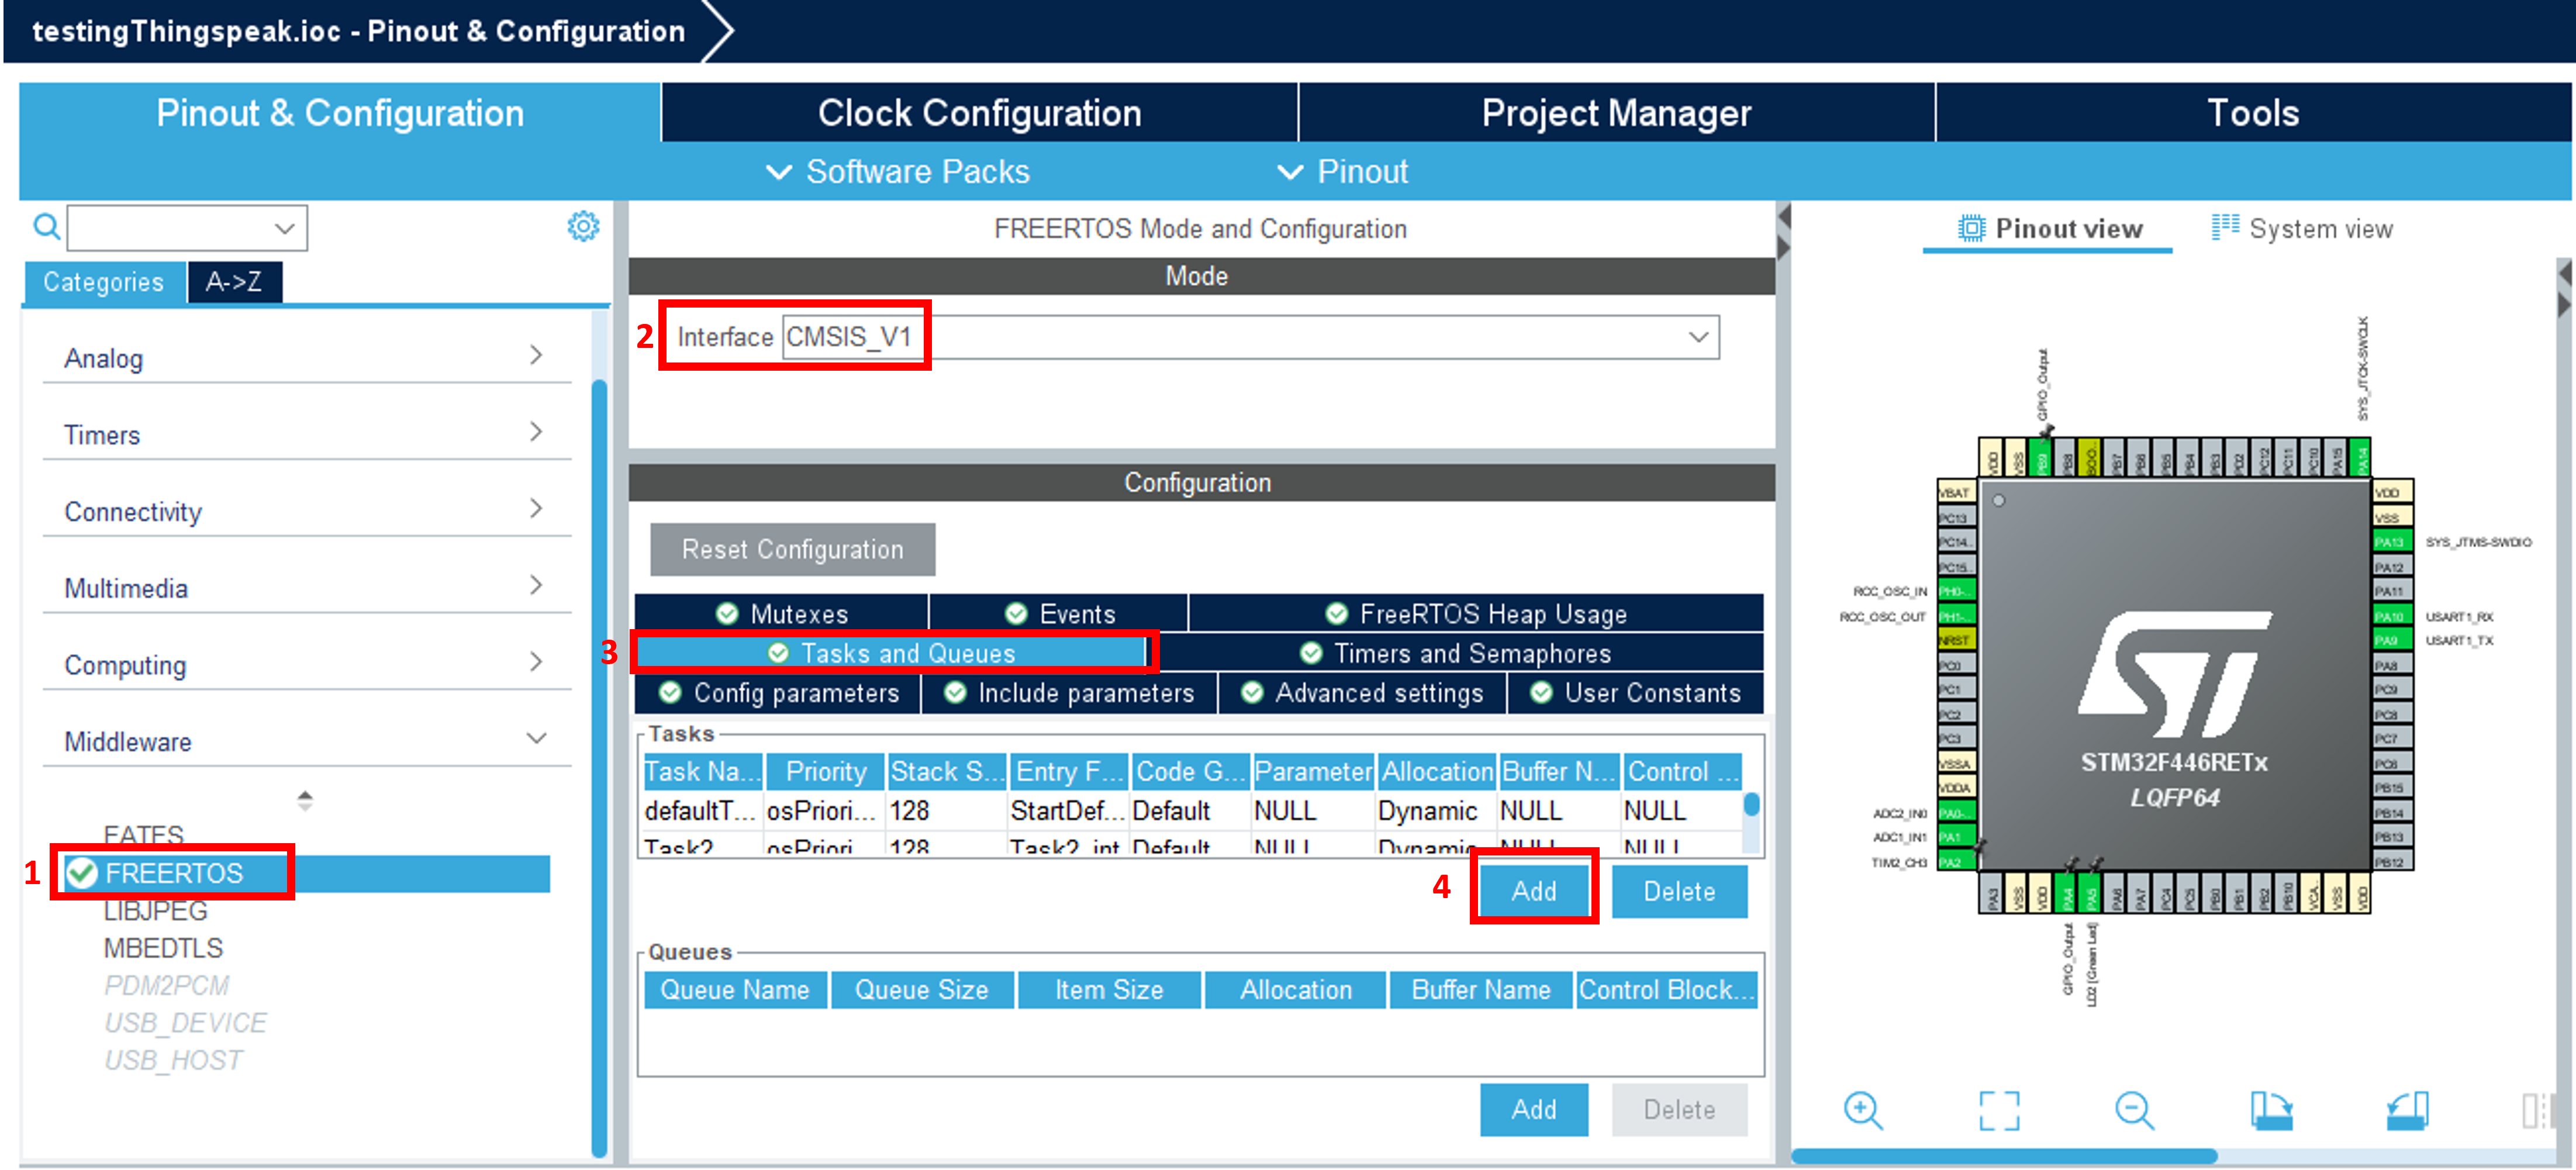 testingThingspeak.ioc - Pinout & Configuration
Pinout & Configuration
Clock Configuration
Project Manager
Tools
Software Packs
Pinout
Categories
A->Z
Analog
Timers
Connectivity
Multimedia
Computing
Middleware
FATFS
1
FREERTOS
LIBJPEG
MBEDTLS
PDM2PCM
USB_DEVICE
USB_HOST
FREERTOS Mode and Configuration
Mode
2
Interface CMSIS_V1
Configuration
Reset Configuration
Mutexes
Events
FreeRTOS Heap Usage
3
Tasks and Queues
Timers and Semaphores
Config parameters
Include parameters
Advanced settings
User Constants
Tasks
Task Na... Priority Stack S... Entry F... Code G... Parameter Allocation Buffer N... Control ...
defaultT... osPriori... 128 StartDef... Default NULL Dynamic NULL NULL
Task2 osPriori 128 Task2_int Default NULL Dynamic NULL NULL
4
Add
Delete
Queues
Queue Name Queue Size Item Size Allocation Buffer Name Control Block...
Add
Delete
Pinout view
System view
GPIO_Output
SYS_JTCK-SWCLK
VDD VSS PB9 PB8 BOO.. PB7 PB6 PB5 PB4 PB3 PD2 PC12 PC11 PC10 PA15 PA14
VBAT
PC13
PC14..
PC15..
RCC_OSC_IN PH0-..
RCC_OSC_OUT PH1-..
NRST
PC0
PC1
PC2
PC3
VSSA
VDDA
ADC2_IN0 PA0-..
ADC1_IN1 PA1
TIM2_CH3 PA2
STM32F446RETx
LQFP64
VDD
VSS
PA13 SYS_JTMS-SWDIO
PA12
PA11
PA10 USART1_RX
PA9 USART1_TX
PA8
PC9
PC8
PC7
PC6
PB15
PB14
PB13
PB12
PA3 VSS VDD PA4 PA5 PA6 PA7 PC4 PC5 PB0 PB1 PB2 PB10 VCA.. VSS VDD
GPIO_Output
LD2 [Green Led]